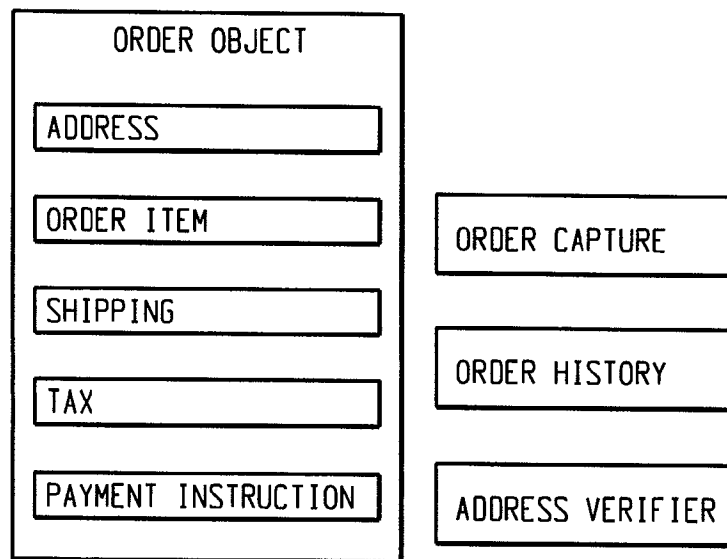 ORDER OBJECT
ADDRESS
ORDER ITEM
SHIPPING
TAX
PAYMENT INSTRUCTION
ORDER CAPTURE
ORDER HISTORY
ADDRESS VERIFIER